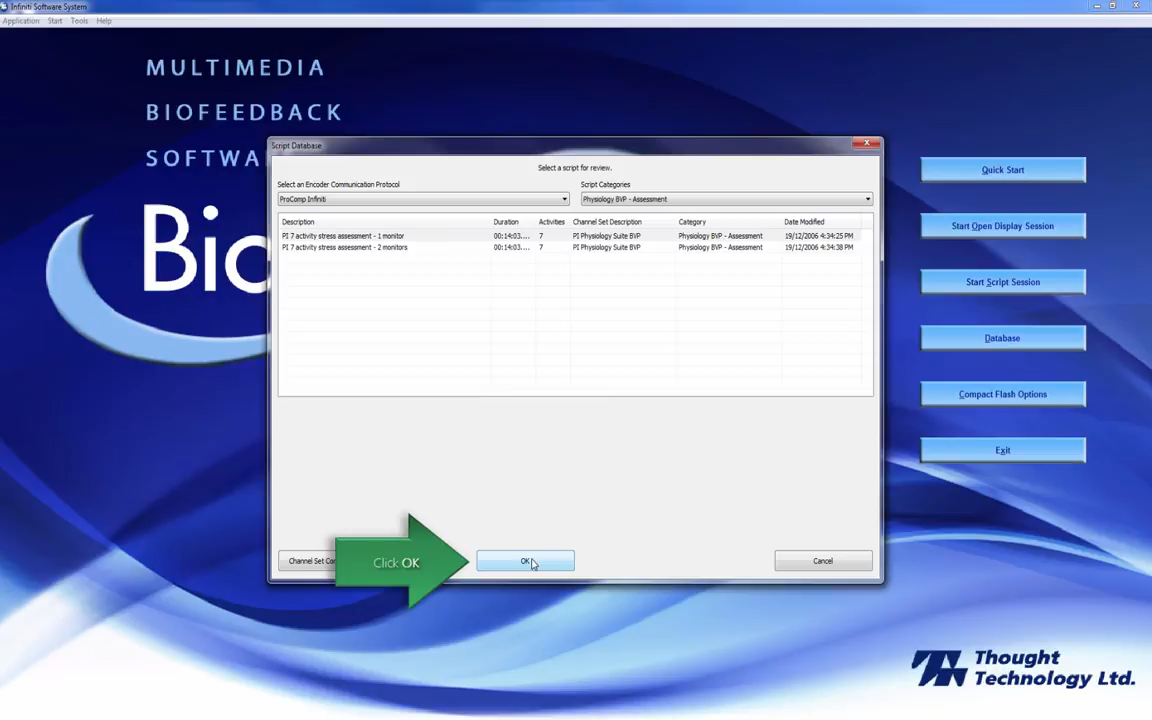 Infiniti Software System
Application Start Tools Help
MULTIMEDIA
BIOFEEDBACK
SOFTWA
Bio
Script Database
Select a script for review.
Select an Encoder Communication Protocol
Script Categories
ProComp Infiniti
Physiology BVP - Assessment
Description Duration Activities Channel Set Description Category Date Modified
PI 7 activity stress assessment - 1 monitor 00:14:03.... 7 PI Physiology Suite BVP Physiology BVP - Assessment 19/12/2006 4:34:25 PM
PI 7 activity stress assessment - 2 monitors 00:14:03.... 7 PI Physiology Suite BVP Physiology BVP - Assessment 19/12/2006 4:34:38 PM
Channel Set Con
Click OK
OK
Cancel
Quick Start
Start Open Display Session
Start Script Session
Database
Compact Flash Options
Exit
Thought
Technology Ltd.